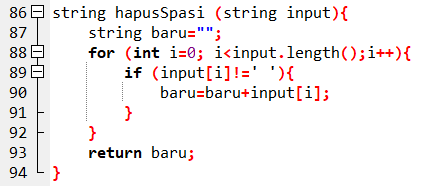 86 string hapusSpasi (string input){
87 string baru="";
88 for (int i=0; i<input.length();i++){
89 if (input[i]!=' '){
90 baru=baru+input[i];
91 }
92 }
93 return baru;
94 }